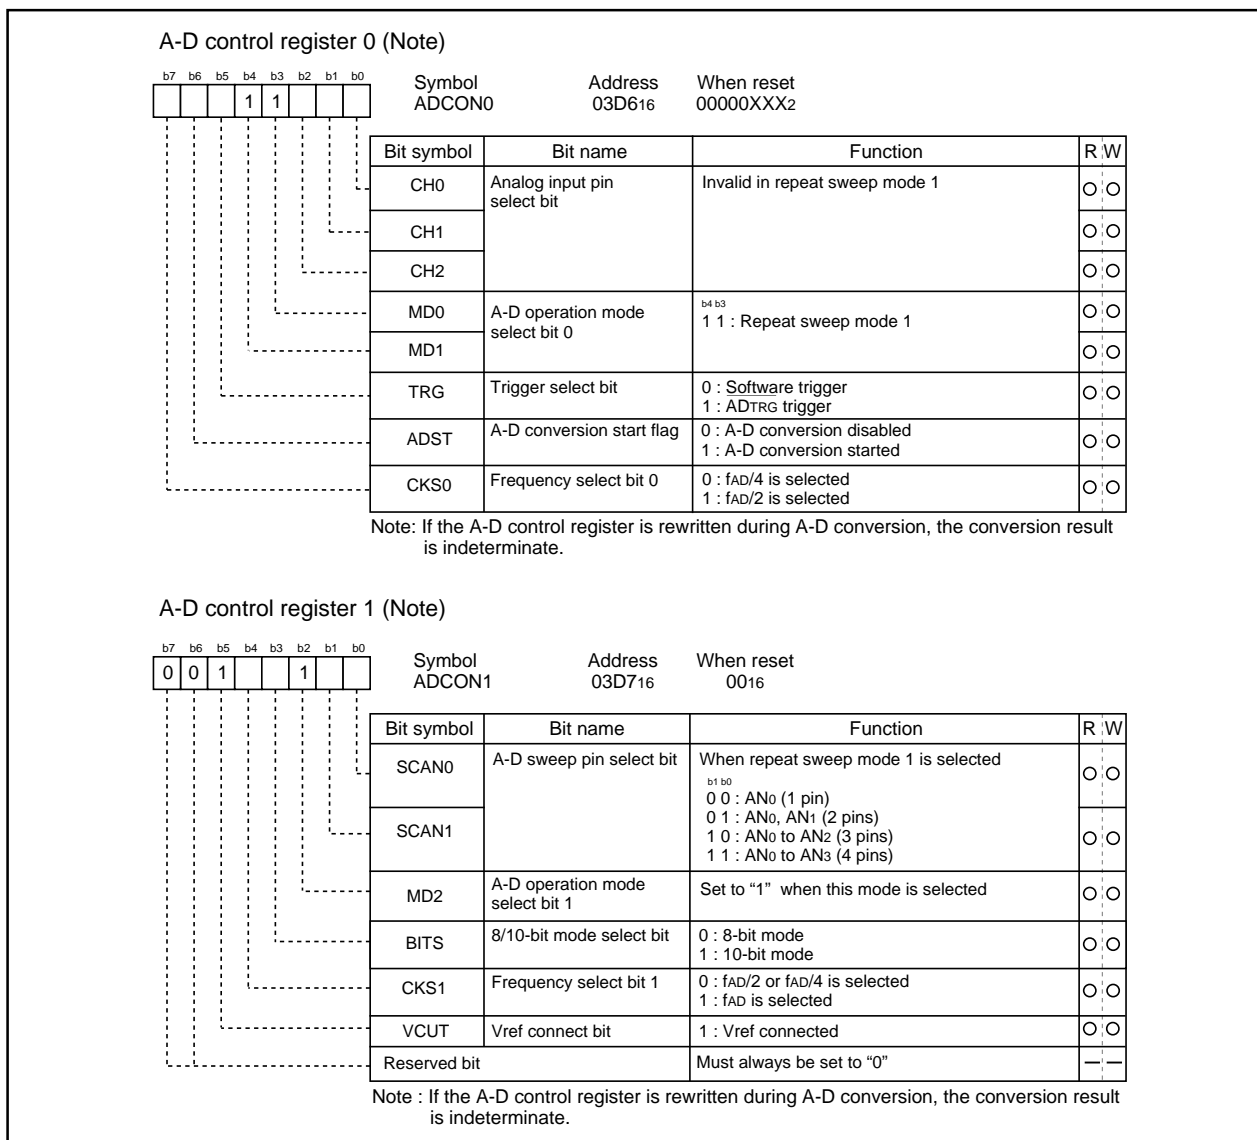 A-D control register 0 (Note)
b7 b6 b5 b4 b3 b2 b1 b0
1 1
Symbol Address When reset
ADCON0 03D616 00000XXX2
Bit symbol Bit name Function R W
CH0 Analog input pin select bit Invalid in repeat sweep mode 1
CH1
CH2
MD0 A-D operation mode select bit 0 b4 b3
1 1 : Repeat sweep mode 1
MD1
TRG Trigger select bit 0 : Software trigger
1 : ADTRG trigger
ADST A-D conversion start flag 0 : A-D conversion disabled
1 : A-D conversion started
CKS0 Frequency select bit 0 0 : fAD/4 is selected
1 : fAD/2 is selected
Note: If the A-D control register is rewritten during A-D conversion, the conversion result
is indeterminate.
A-D control register 1 (Note)
b7 b6 b5 b4 b3 b2 b1 b0
0 0 1 1
Symbol Address When reset
ADCON1 03D716 0016
Bit symbol Bit name Function R W
SCAN0 A-D sweep pin select bit When repeat sweep mode 1 is selected
b1 b0
0 0 : AN0 (1 pin)
0 1 : AN0, AN1 (2 pins)
SCAN1 1 0 : AN0 to AN2 (3 pins)
1 1 : AN0 to AN3 (4 pins)
MD2 A-D operation mode select bit 1 Set to “1” when this mode is selected
BITS 8/10-bit mode select bit 0 : 8-bit mode
1 : 10-bit mode
CKS1 Frequency select bit 1 0 : fAD/2 or fAD/4 is selected
1 : fAD is selected
VCUT Vref connect bit 1 : Vref connected
Reserved bit Must always be set to “0”
Note : If the A-D control register is rewritten during A-D conversion, the conversion result
is indeterminate.